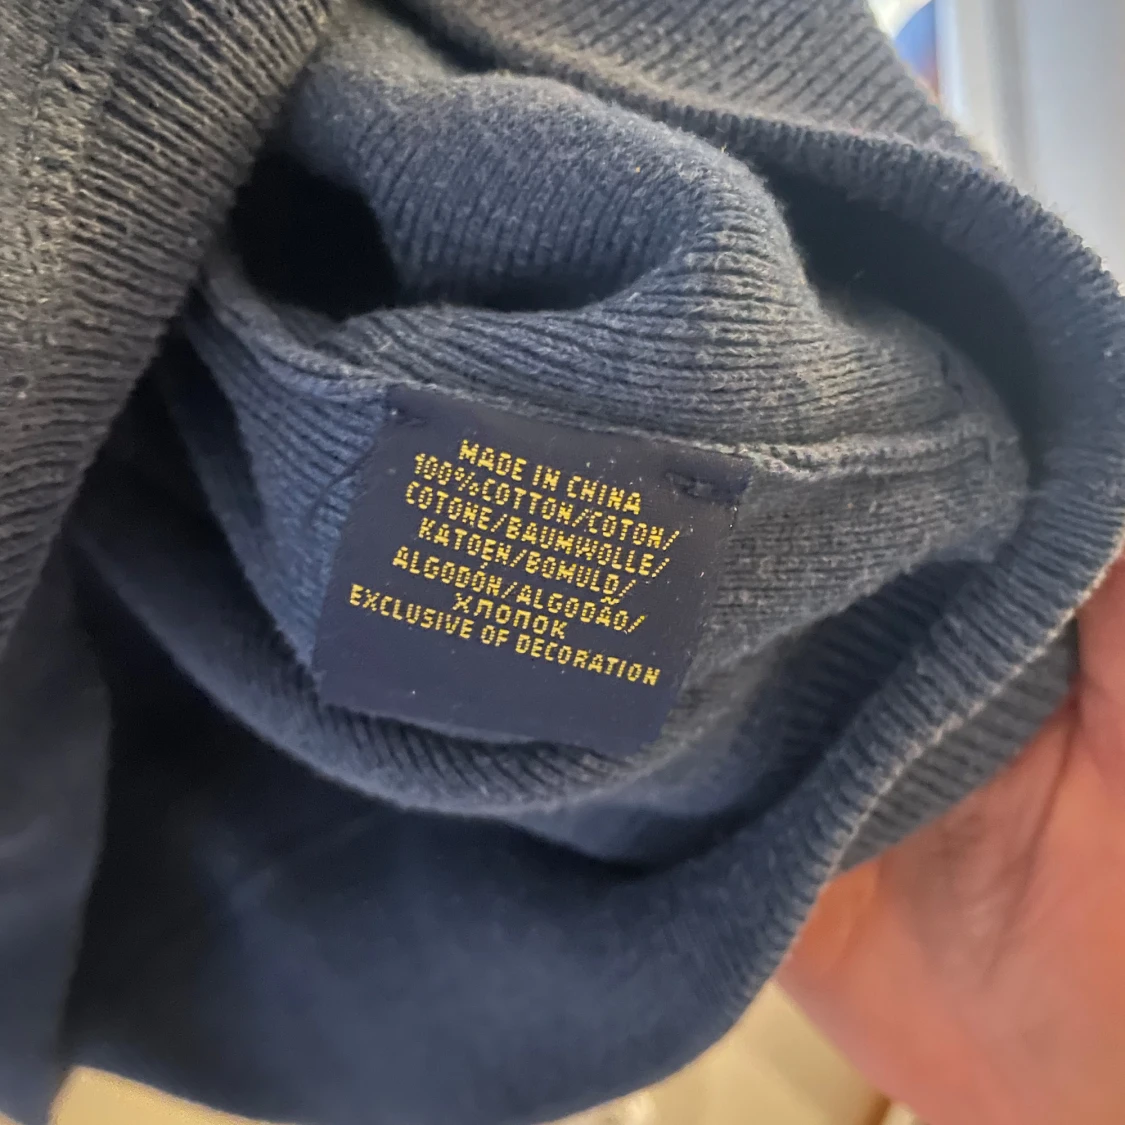 MADE IN CHINA
100%COTTON/COTON/
COTONE/BAUMWOLLE/
KATOEN/BOMULD/
ALGODÓN/ALGODÃO/
ХЛОПОК
EXCLUSIVE OF DECORATION